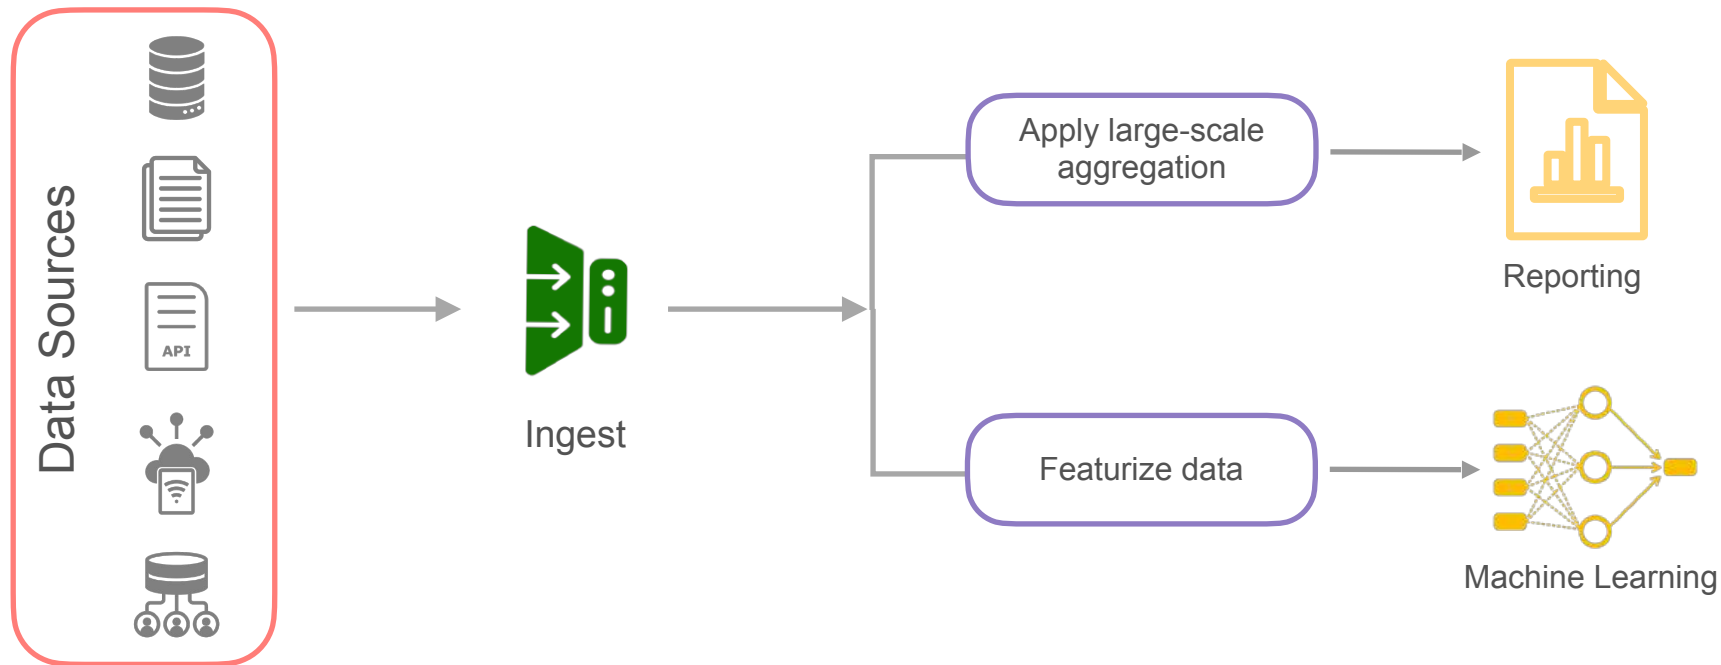 Data Sources
API
Ingest
Apply large-scale
aggregation
Reporting
Featurize data
Machine Learning